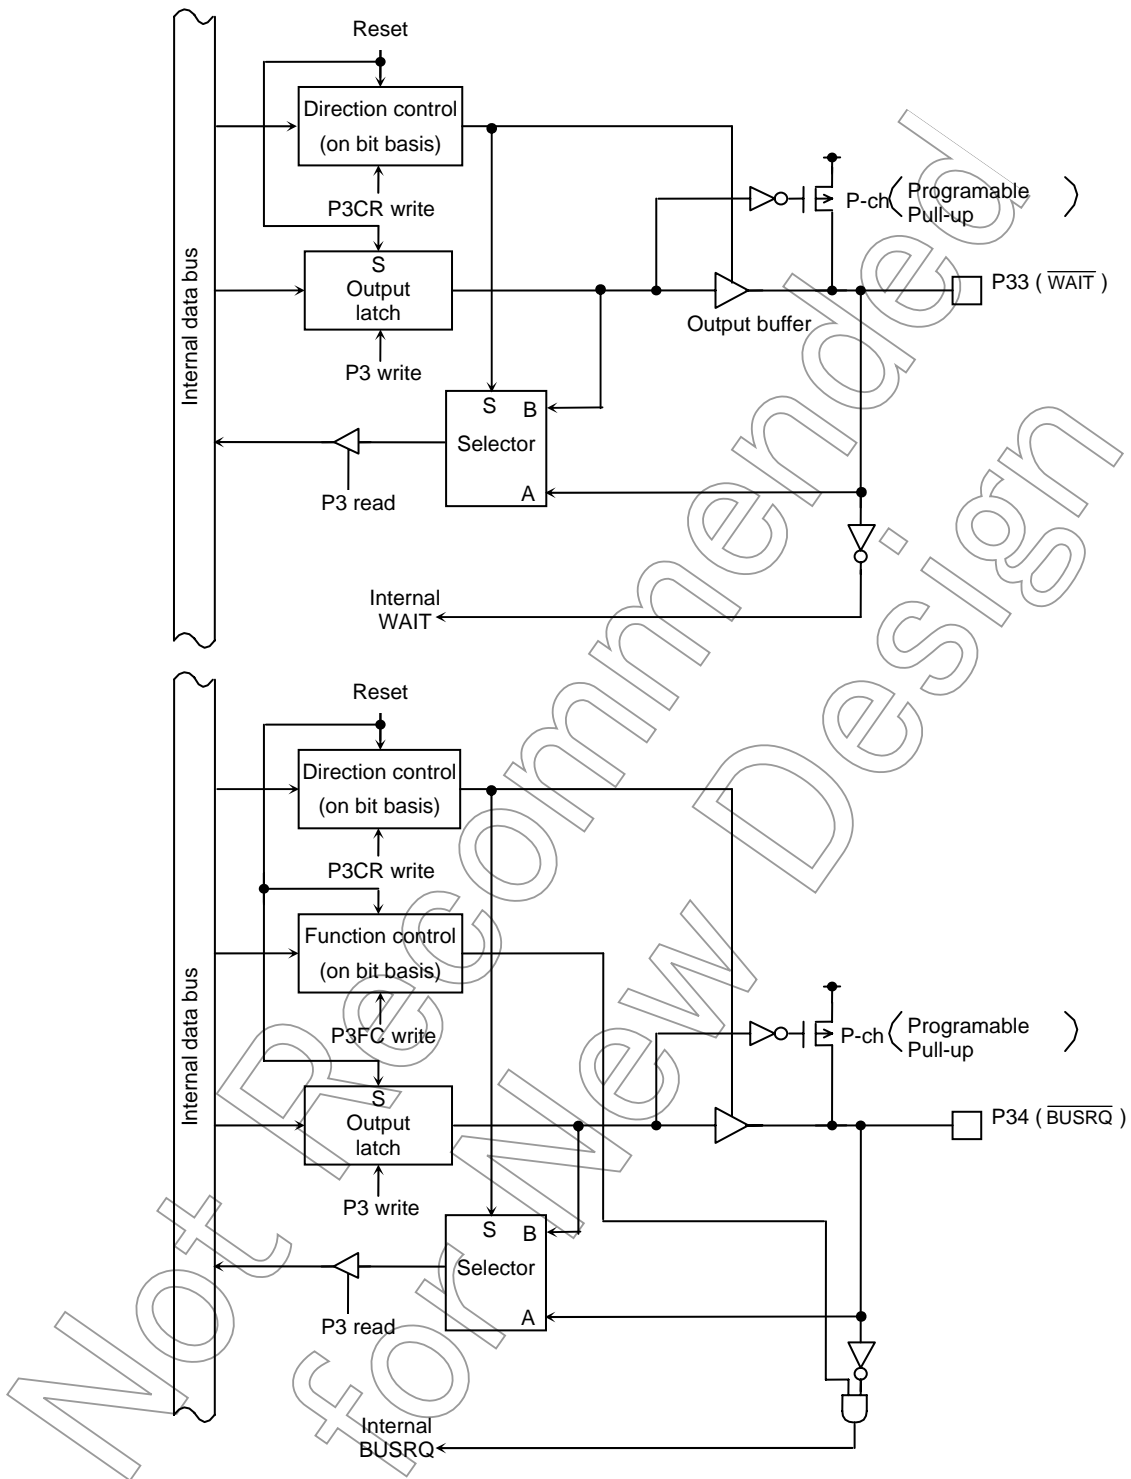 Reset
Direction control
(on bit basis)
P3CR write
P-ch
Programable
Pull-up
S
Output
latch
P33 ( WAIT )
Output buffer
P3 write
Internal data bus
S
B
Selector
A
P3 read
Internal
WAIT
Reset
Direction control
(on bit basis)
P3CR write
Function control
(on bit basis)
P3FC write
P-ch
Programable
Pull-up
S
Output
latch
P34 ( BUSRQ )
P3 write
Internal data bus
S
B
Selector
A
P3 read
Internal
BUSRQ
Not Recommended
for New Design